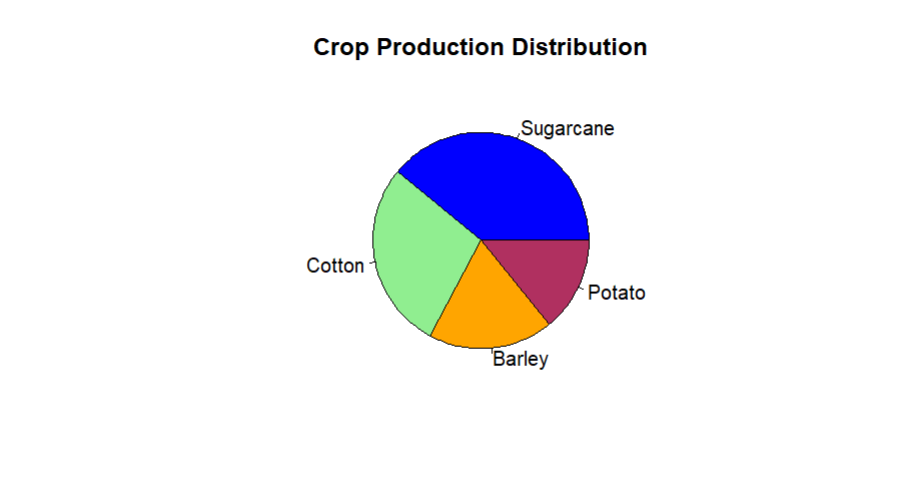 Crop Production Distribution
Sugarcane
Cotton
Potato
Barley